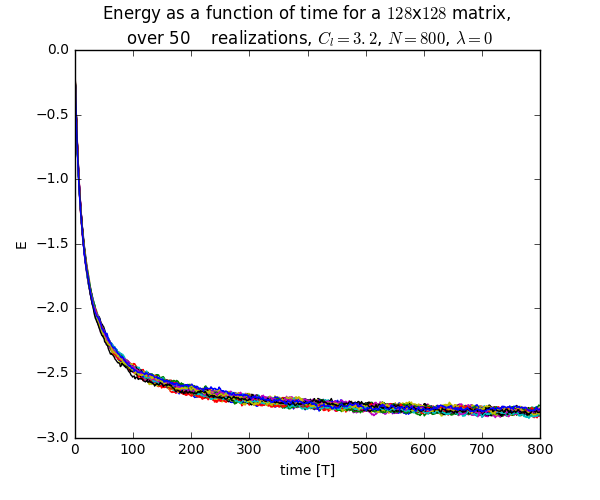 Energy as a function of time for a 128x128 matrix,
over 50 realizations, C_l = 3.2, N = 800, λ = 0
0.0
−0.5
−1.0
−1.5
−2.0
−2.5
−3.0
E
0 100 200 300 400 500 600 700 800
time [T]